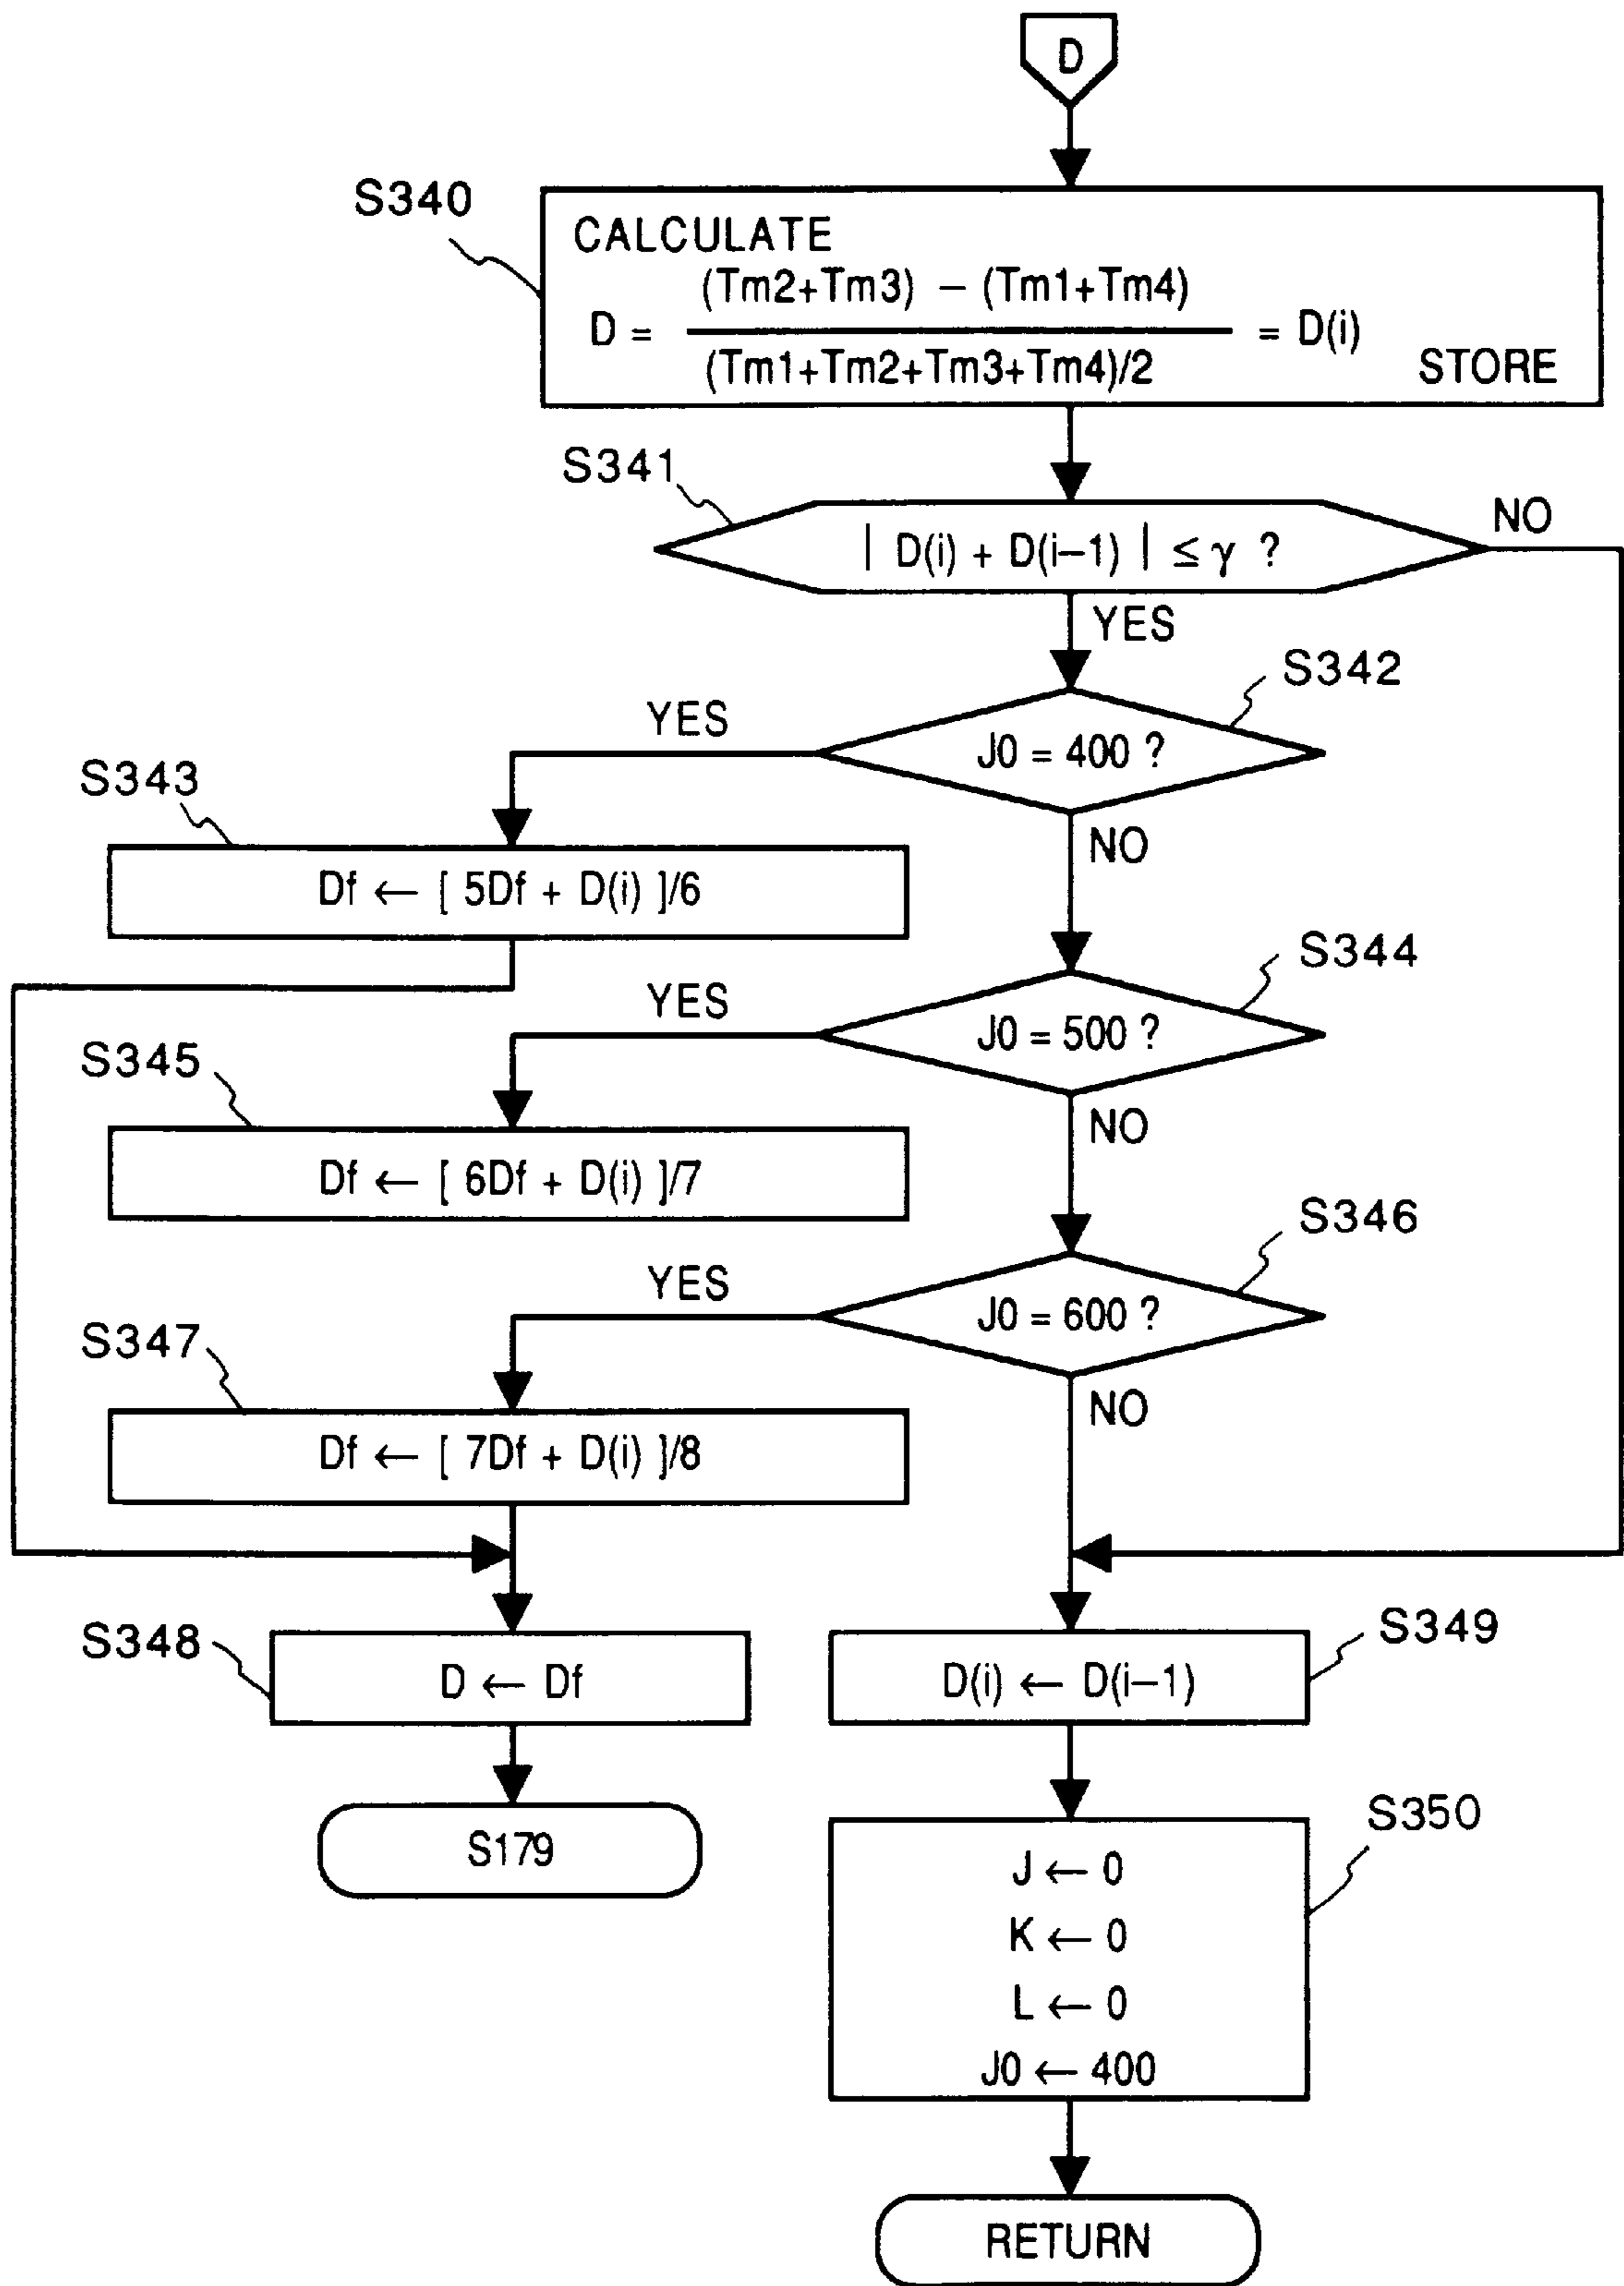 D
S340
CALCULATE
D = (Tm2+Tm3) – (Tm1+Tm4) / (Tm1+Tm2+Tm3+Tm4)/2 = D(i)
STORE
S341
| D(i) + D(i–1) | ≤ γ ?
NO
YES
S342
J0 = 400 ?
YES
NO
S343
Df ← [ 5Df + D(i) ]/6
S344
J0 = 500 ?
YES
NO
S345
Df ← [ 6Df + D(i) ]/7
S346
J0 = 600 ?
YES
NO
S347
Df ← [ 7Df + D(i) ]/8
S348
D ← Df
S349
D(i) ← D(i–1)
S179
S350
J ← 0
K ← 0
L ← 0
J0 ← 400
RETURN